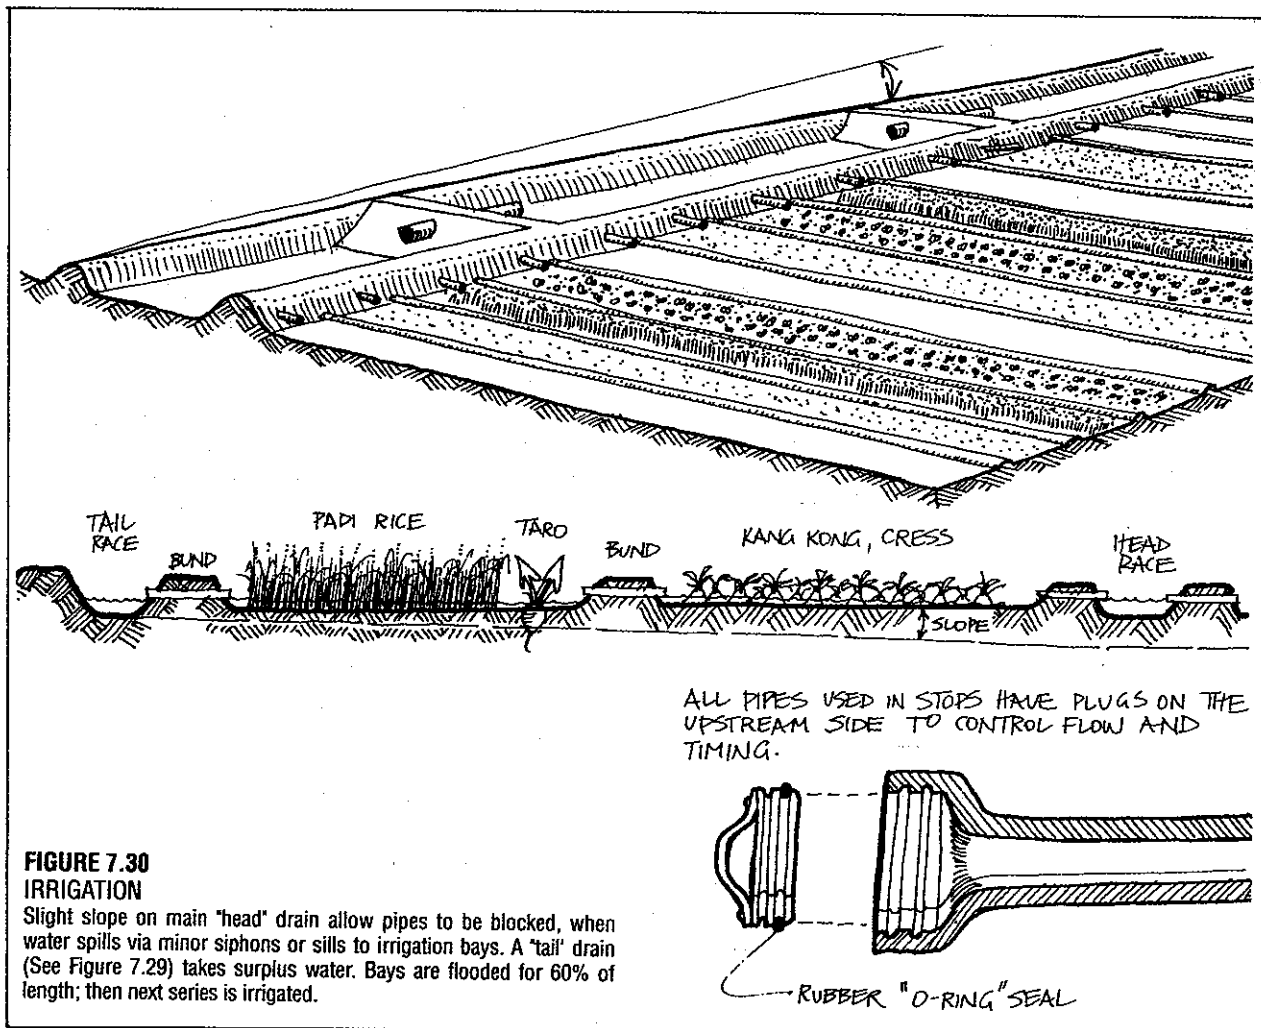 TAIL
RACE
BUND
PADI RICE
TARO
BUND
KANG KONG, CRESS
HEAD
RACE
SLOPE
ALL PIPES USED IN STOPS HAVE PLUGS ON THE
UPSTREAM SIDE TO CONTROL FLOW AND
TIMING.
RUBBER "O-RING" SEAL
FIGURE 7.30
IRRIGATION
Slight slope on main "head" drain allow pipes to be blocked, when
water spills via minor siphons or sills to irrigation bays. A "tail' drain
(See Figure 7.29) takes surplus water. Bays are flooded for 60% of
length; then next series is irrigated.